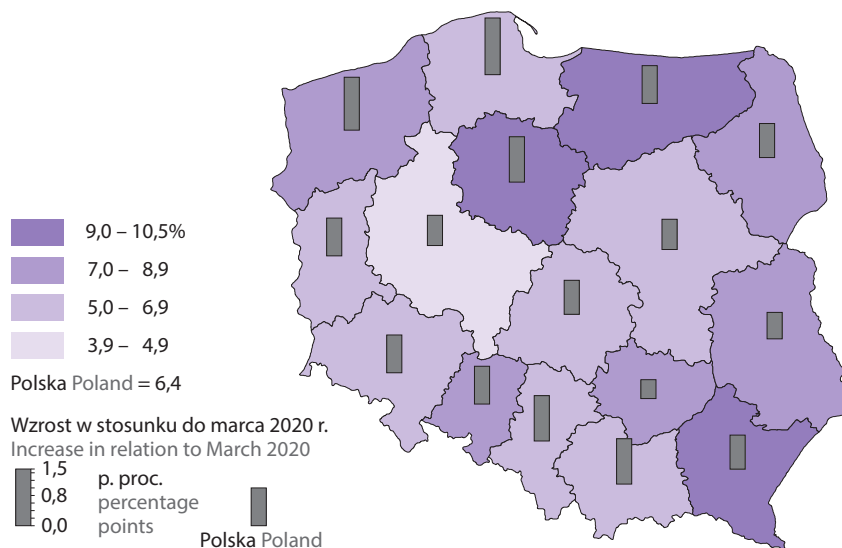 9,0 – 10,5%
7,0 – 8,9
5,0 – 6,9
3,9 – 4,9
Polska Poland = 6,4
Wzrost w stosunku do marca 2020 r.
Increase in relation to March 2020
1,5
0,8
0,0
p. proc.
percentage
points
Polska Poland